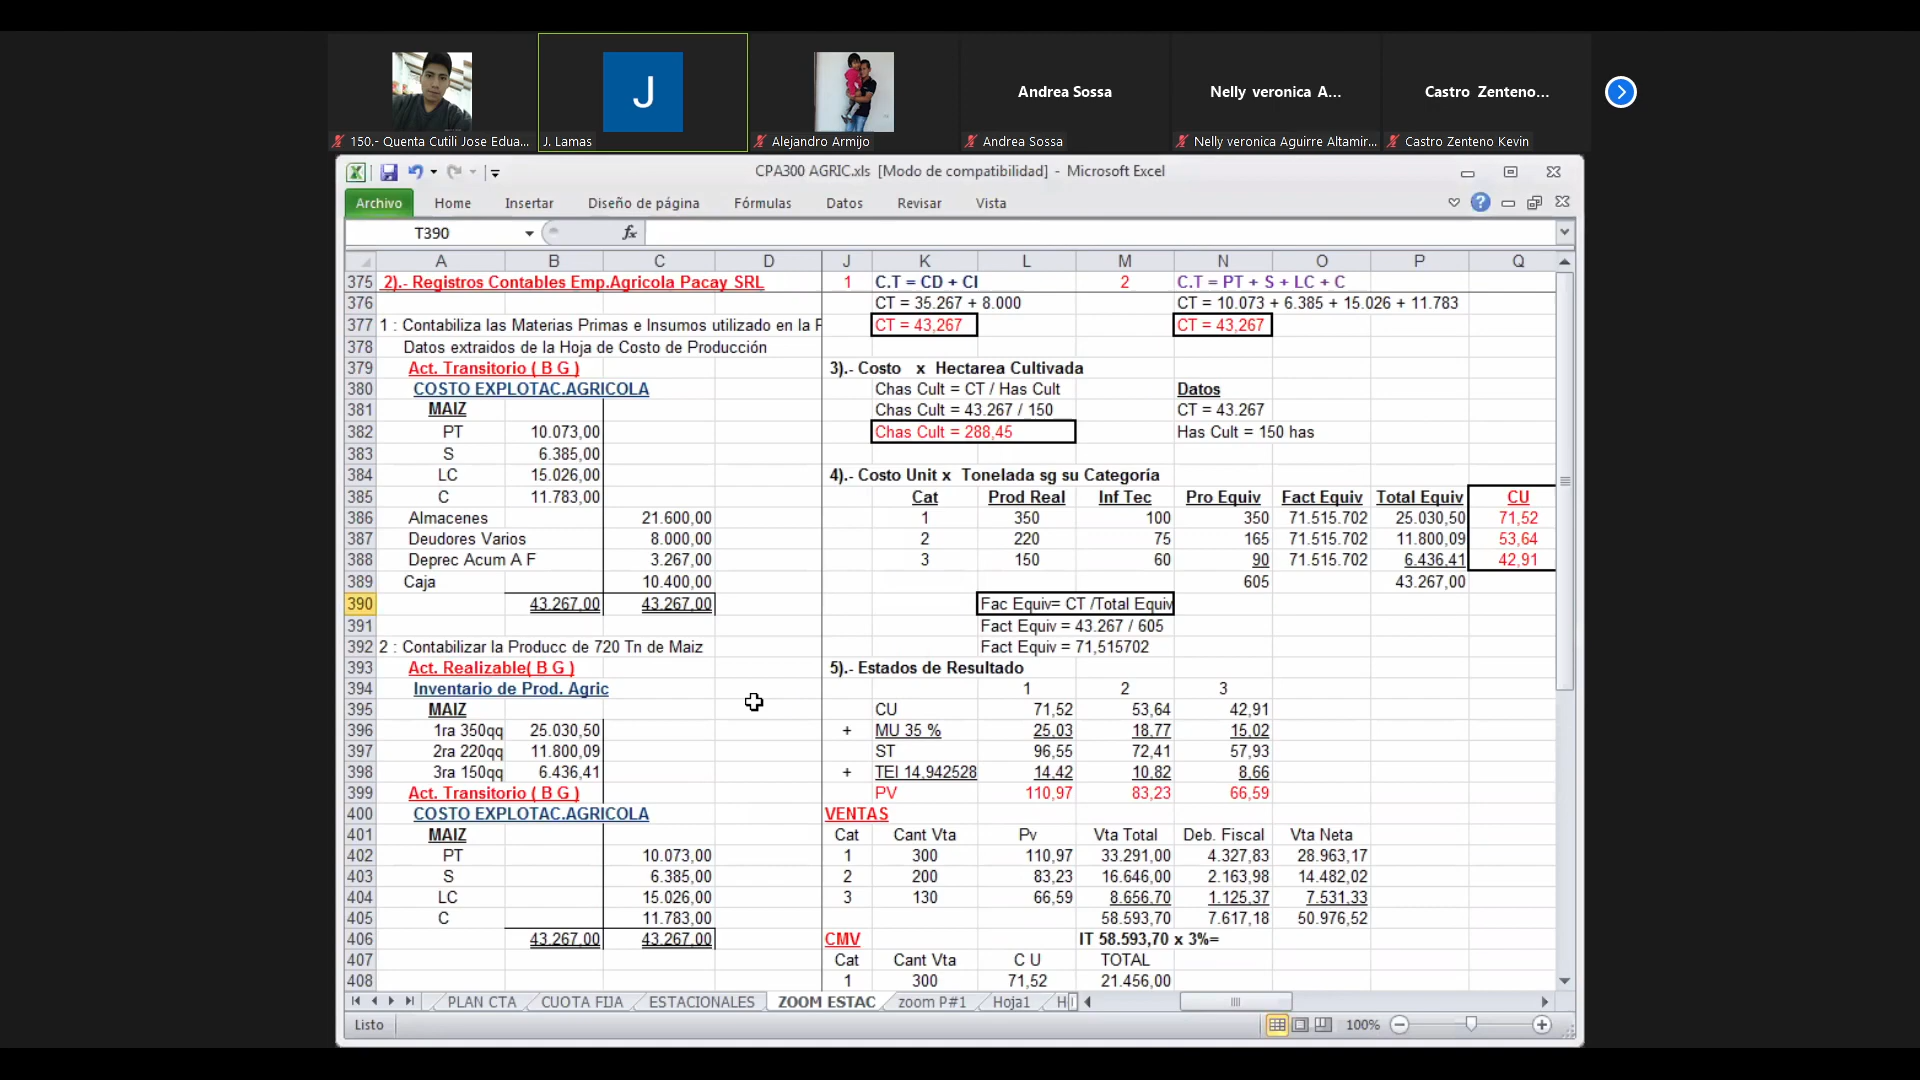 Andrea Sossa
Nelly veronica A...
Castro Zenteno...
J
150.- Quenta Cutili Jose Edua...
J. Lamas
Alejandro Armijo
Andrea Sossa
Nelly veronica Aguirre Altamir...
Castro Zenteno Kevin
CPA300 AGRIC.xls [Modo de compatibilidad] - Microsoft Excel
Archivo Home Insertar Diseño de página Fórmulas Datos Revisar Vista
T390 fx
A B C D J K L M N O P Q
375 2).- Registros Contables Emp.Agricola Pacay SRL 1 C.T = CD + CI 2 C.T = PT + S + LC + C
376 CT = 35.267 + 8.000 CT = 10.073 + 6.385 + 15.026 + 11.783
377 1 : Contabiliza las Materias Primas e Insumos utilizado en la F CT = 43,267 CT = 43,267
378 Datos extraidos de la Hoja de Costo de Producción
379 Act. Transitorio ( B G ) 3).- Costo x Hectarea Cultivada
380 COSTO EXPLOTAC.AGRICOLA Chas Cult = CT / Has Cult Datos
381 MAIZ Chas Cult = 43.267 / 150 CT = 43.267
382 PT 10.073,00 Chas Cult = 288,45 Has Cult = 150 has
383 S 6.385,00
384 LC 15.026,00 4).- Costo Unit x Tonelada sg su Categoría
385 C 11.783,00 Cat Prod Real Inf Tec Pro Equiv Fact Equiv Total Equiv CU
386 Almacenes 21.600,00 1 350 100 350 71.515.702 25.030,50 71,52
387 Deudores Varios 8.000,00 2 220 75 165 71.515.702 11.800,09 53,64
388 Deprec Acum A F 3.267,00 3 150 60 90 71.515.702 6.436,41 42,91
389 Caja 10.400,00 605 43.267,00
390 43.267,00 43.267,00 Fac Equiv= CT /Total Equiv
391 Fact Equiv = 43.267 / 605
392 2 : Contabilizar la Producc de 720 Tn de Maiz Fact Equiv = 71,515702
393 Act. Realizable( B G ) 5).- Estados de Resultado
394 Inventario de Prod. Agric 1 2 3
395 MAIZ CU 71,52 53,64 42,91
396 1ra 350qq 25.030,50 + MU 35 % 25,03 18,77 15,02
397 2ra 220qq 11.800,09 ST 96,55 72,41 57,93
398 3ra 150qq 6.436,41 + TEI 14,942528 14,42 10,82 8,66
399 Act. Transitorio ( B G ) PV 110,97 83,23 66,59
400 COSTO EXPLOTAC.AGRICOLA VENTAS
401 MAIZ Cat Cant Vta Pv Vta Total Deb. Fiscal Vta Neta
402 PT 10.073,00 1 300 110,97 33.291,00 4.327,83 28.963,17
403 S 6.385,00 2 200 83,23 16.646,00 2.163,98 14.482,02
404 LC 15.026,00 3 130 66,59 8.656,70 1.125,37 7.531,33
405 C 11.783,00 58.593,70 7.617,18 50.976,52
406 43.267,00 43.267,00 CMV IT 58.593,70 x 3%=
407 Cat Cant Vta C U TOTAL
408 1 300 71,52 21.456,00
PLAN CTA CUOTA FIJA ESTACIONALES ZOOM ESTAC zoom P#1 Hoja1 H
Listo 100%